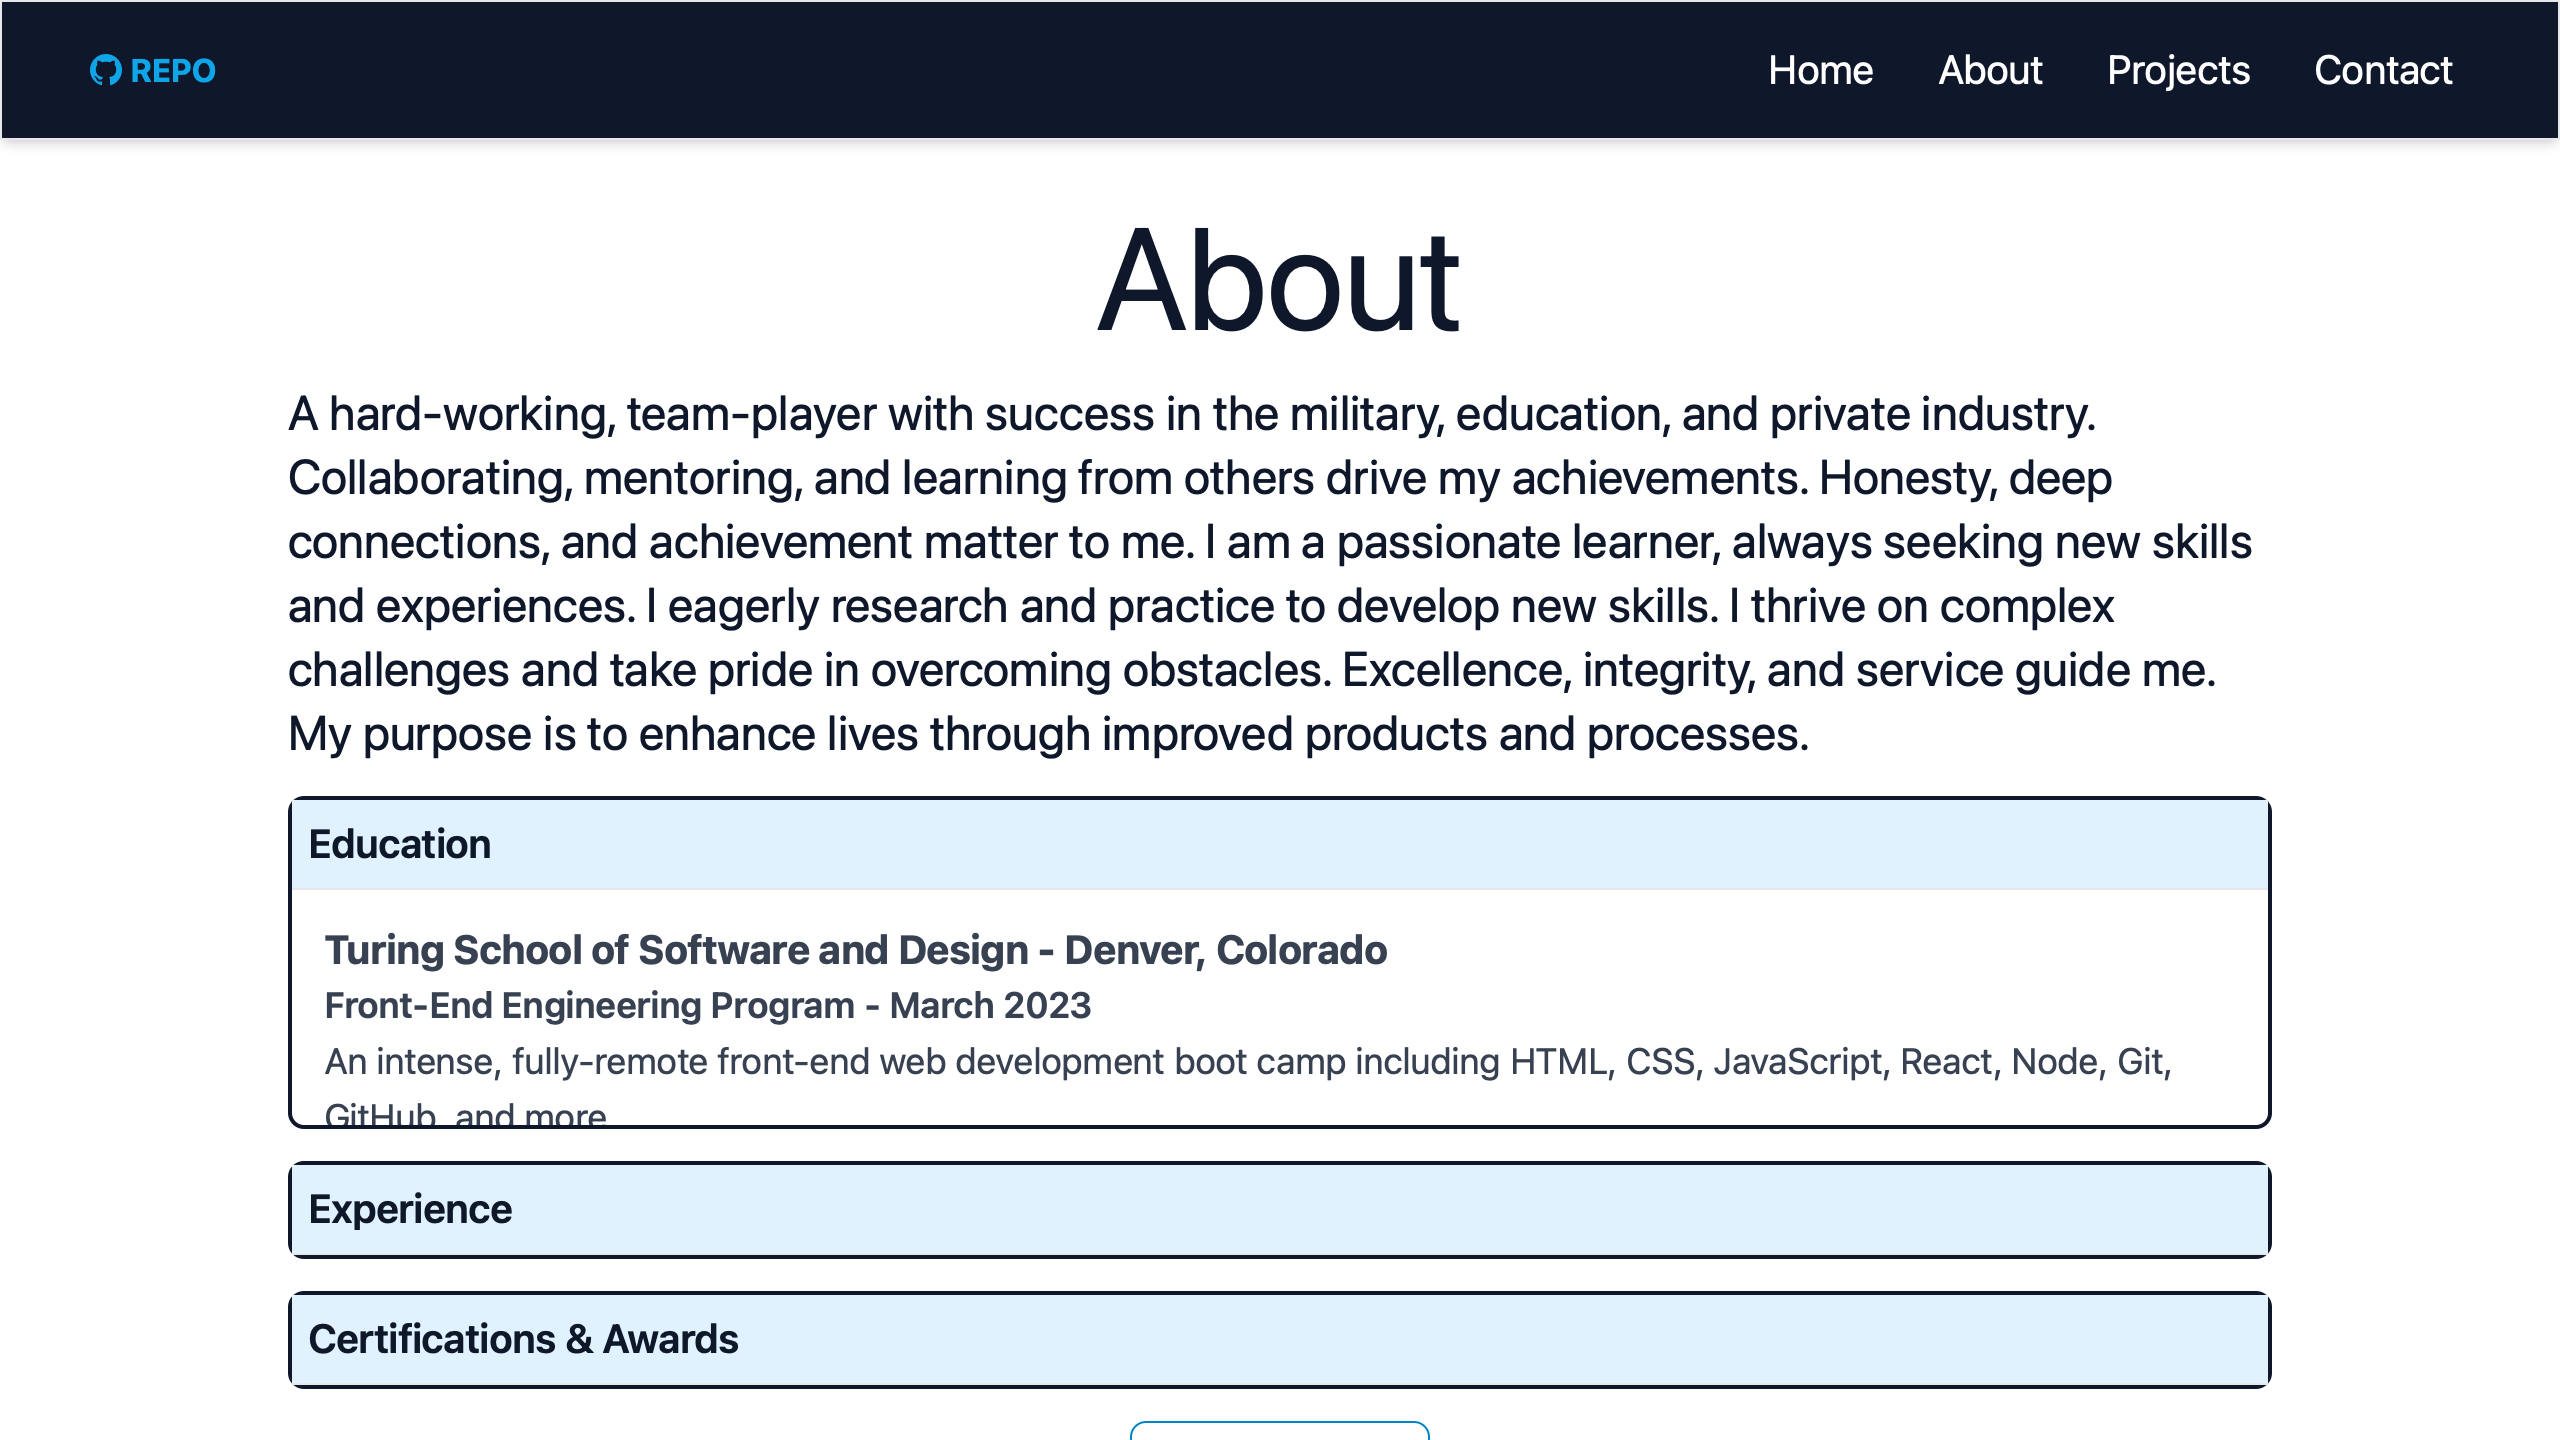 REPO
Home About Projects Contact
About
A hard-working, team-player with success in the military, education, and private industry.
Collaborating, mentoring, and learning from others drive my achievements. Honesty, deep
connections, and achievement matter to me. I am a passionate learner, always seeking new skills
and experiences. I eagerly research and practice to develop new skills. I thrive on complex
challenges and take pride in overcoming obstacles. Excellence, integrity, and service guide me.
My purpose is to enhance lives through improved products and processes.
Education
Turing School of Software and Design - Denver, Colorado
Front-End Engineering Program - March 2023
An intense, fully-remote front-end web development boot camp including HTML, CSS, JavaScript, React, Node, Git,
GitHub, and more
Experience
Certifications & Awards